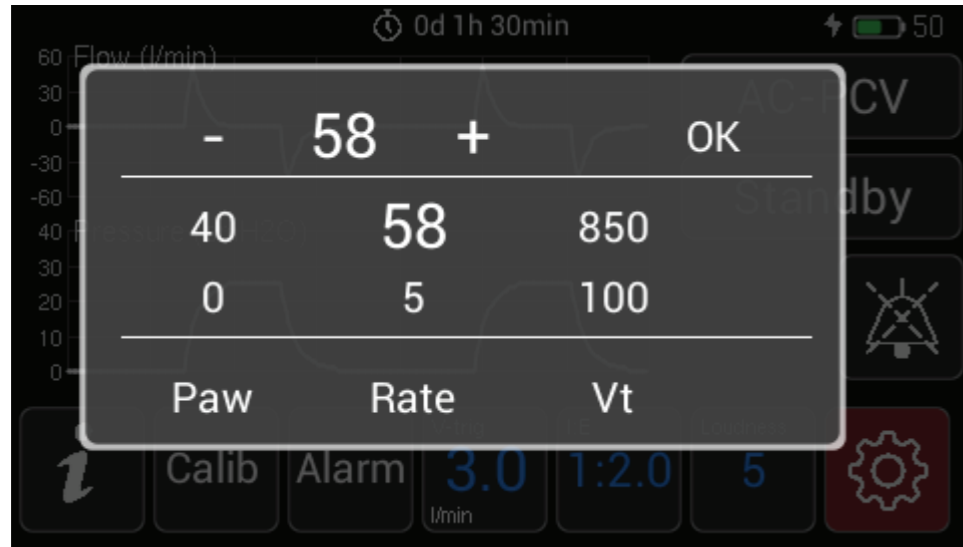 0d 1h 30min 50
60 Flow (l/min)
30
0
-30
-60
40
30
20
10
0
AC-PCV
Standby
- 58 + OK
40 58 850
0 5 100
Paw Rate Vt
i Calib Alarm 3.0 1:2.0 5
l/min
Loudness